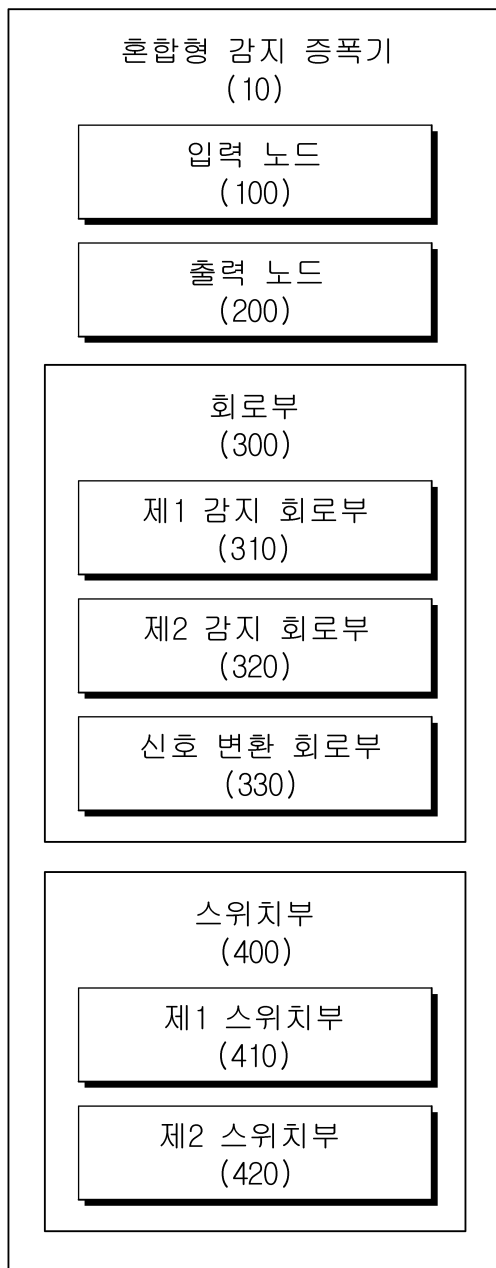 혼합형 감지 증폭기
(10)
입력 노드
(100)
출력 노드
(200)
회로부
(300)
제1 감지 회로부
(310)
제2 감지 회로부
(320)
신호 변환 회로부
(330)
스위치부
(400)
제1 스위치부
(410)
제2 스위치부
(420)